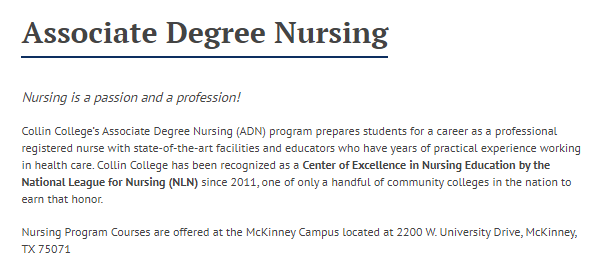 Associate Degree Nursing
Nursing is a passion and a profession!
Collin College's Associate Degree Nursing (ADN) program prepares students for a career as a professional
registered nurse with state-of-the-art facilities and educators who have years of practical experience working
in health care. Collin College has been recognized as a Center of Excellence in Nursing Education by the
National League for Nursing (NLN) since 2011, one of only a handful of community colleges in the nation to
earn that honor.
Nursing Program Courses are offered at the McKinney Campus located at 2200 W. University Drive, McKinney,
TX 75071